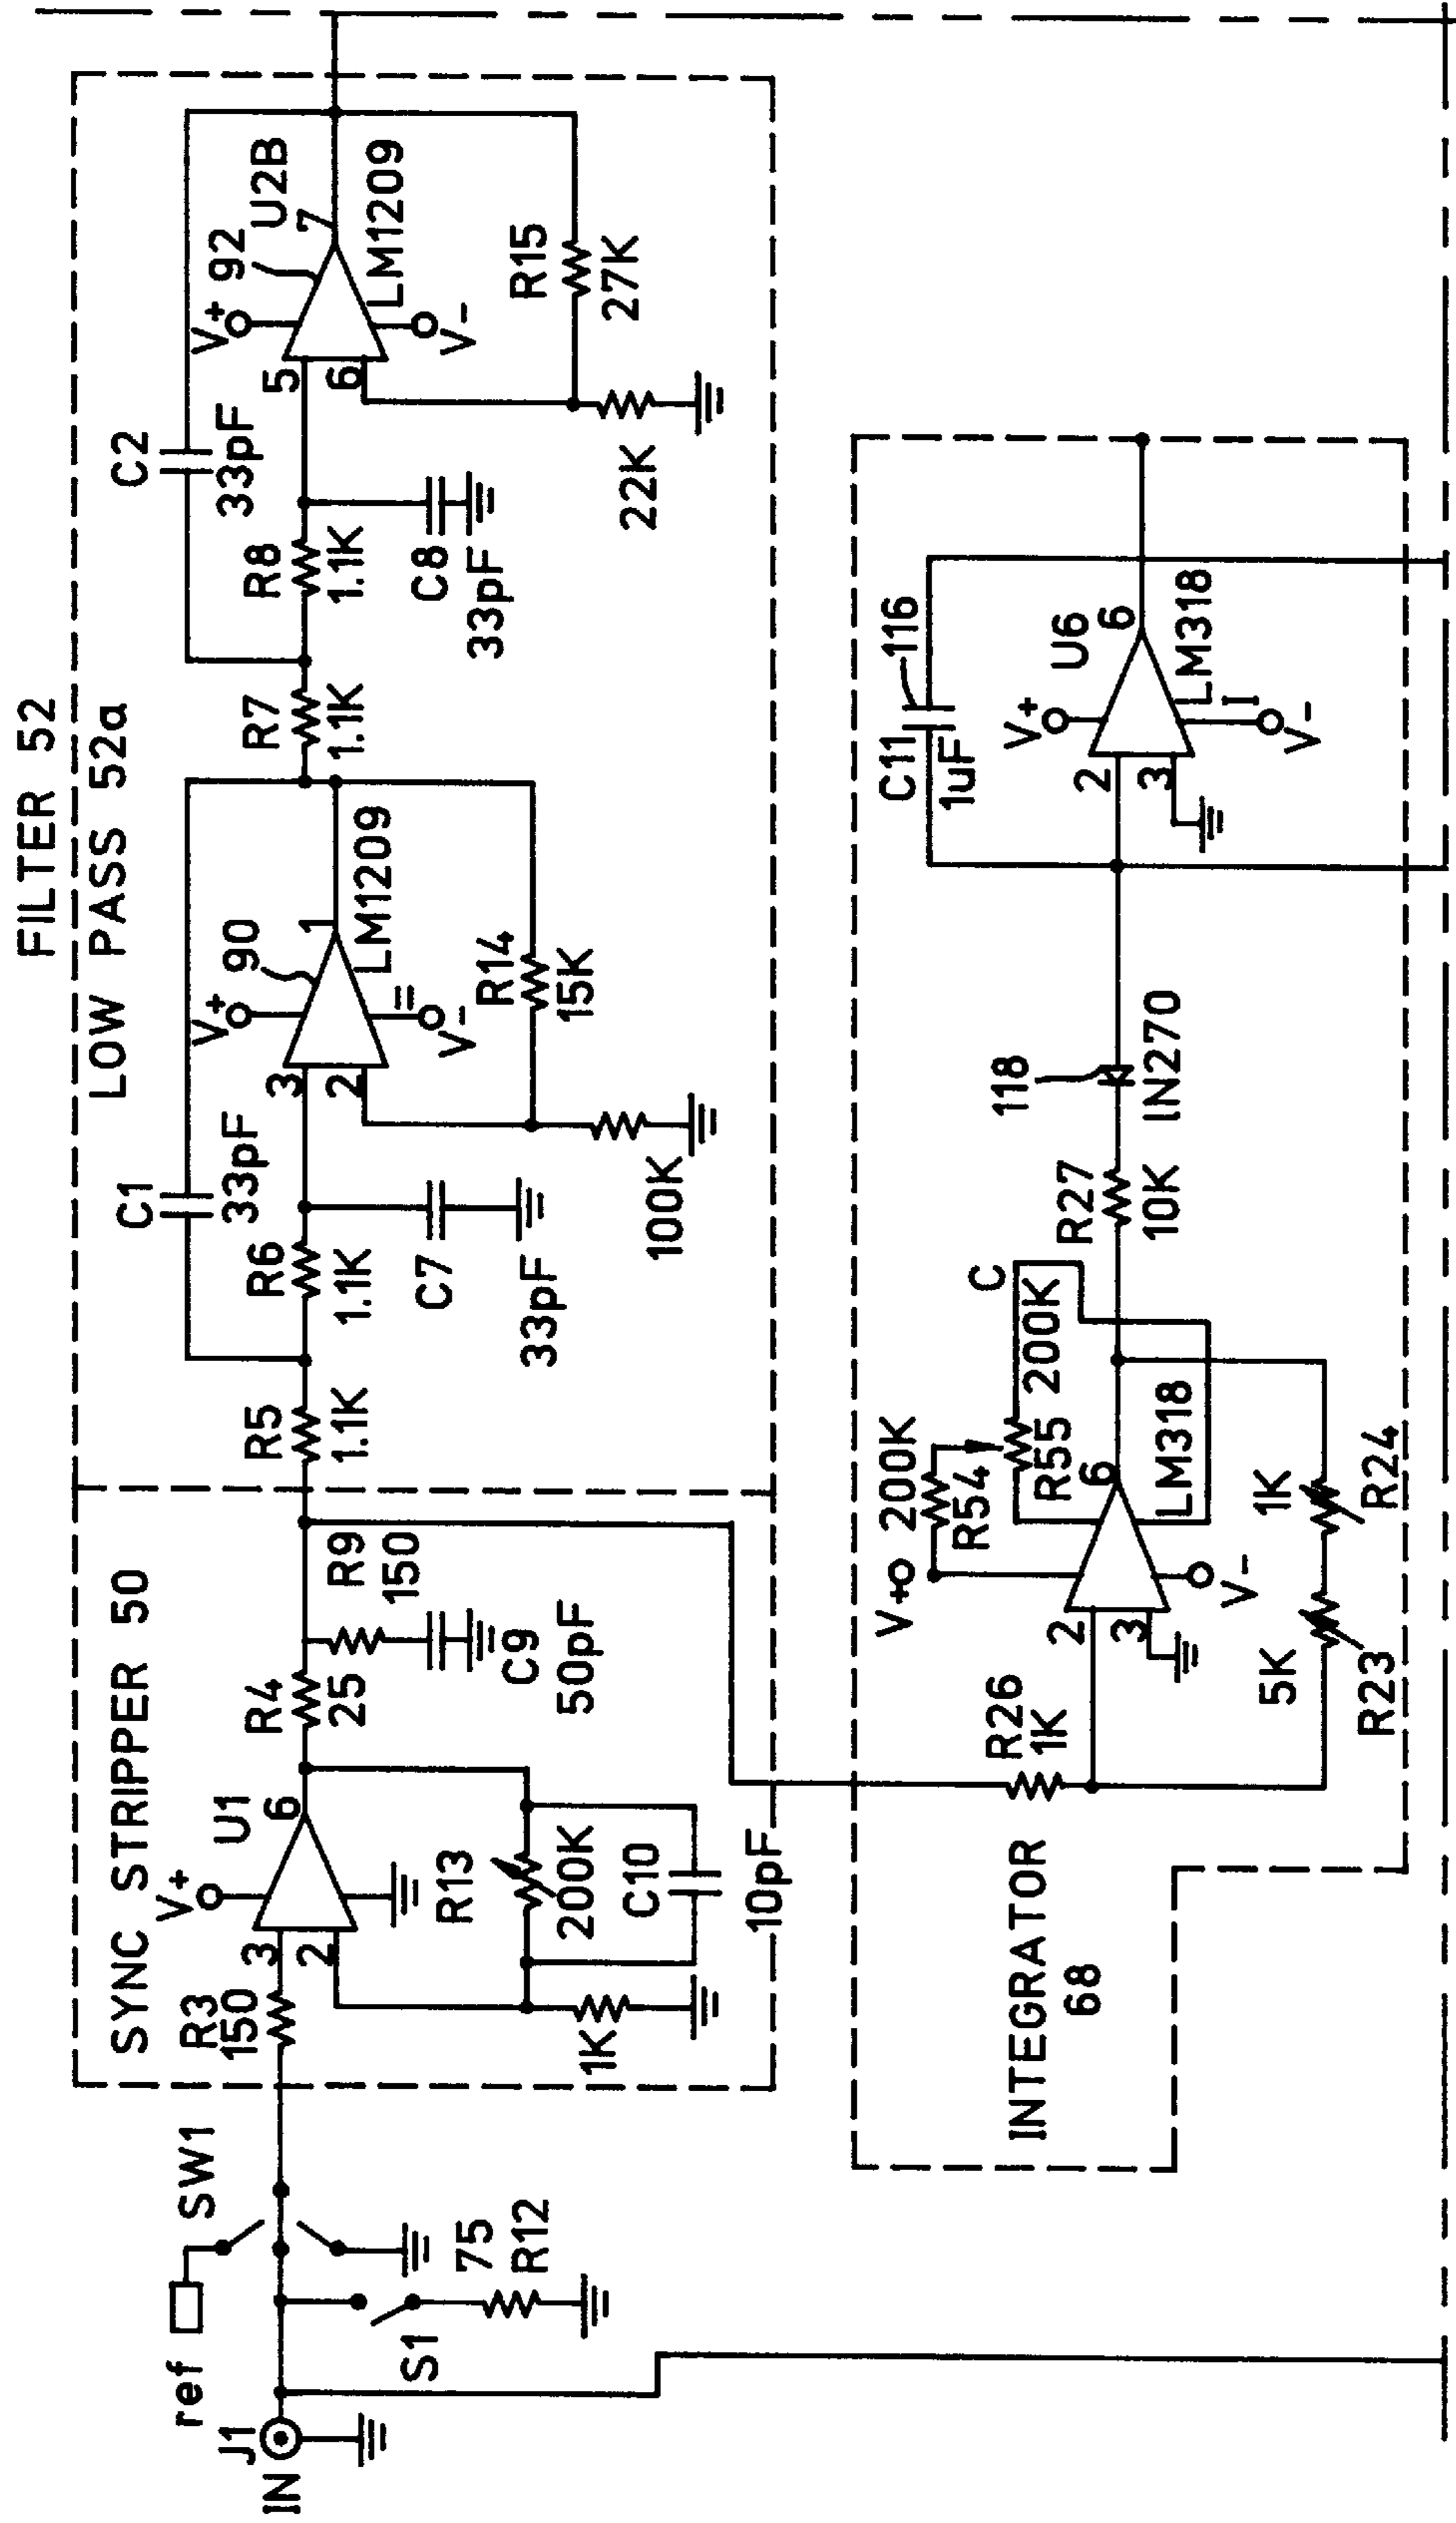 FILTER 52
LOW PASS 52a
SYNC STRIPPER 50
IN
J1
ref
SW1
S1
75
R12
R3
150
3
2
V+
U1
6
R13
200K
C10
10pF
1K
R4
25
R9
150
C9
50pF
R5
1.1K
R6
1.1K
C1
33pF
C7
33pF
3
2
V+
90
1
LM1209
=
V-
R14
15K
100K
R7
1.1K
R8
1.1K
C2
33pF
C8
33pF
5
6
V+
92
7
U2B
LM1209
V-
R15
27K
22K
INTEGRATOR
68
R26
1K
2
3
V+
200K
R54
R55
200K
C
6
LM318
V-
5K
R23
1K
R24
R27
10K
118
IN270
C11
116
1uF
2
3
V+
U6
6
LM318
I
V-